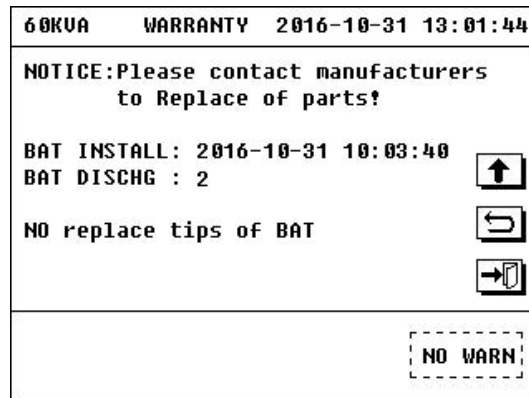 60KVA WARRANTY 2016-10-31 13:01:44
NOTICE:Please contact manufacturers
to Replace of parts!
BAT INSTALL: 2016-10-31 10:03:40
BAT DISCHG : 2
NO replace tips of BAT
NO WARN